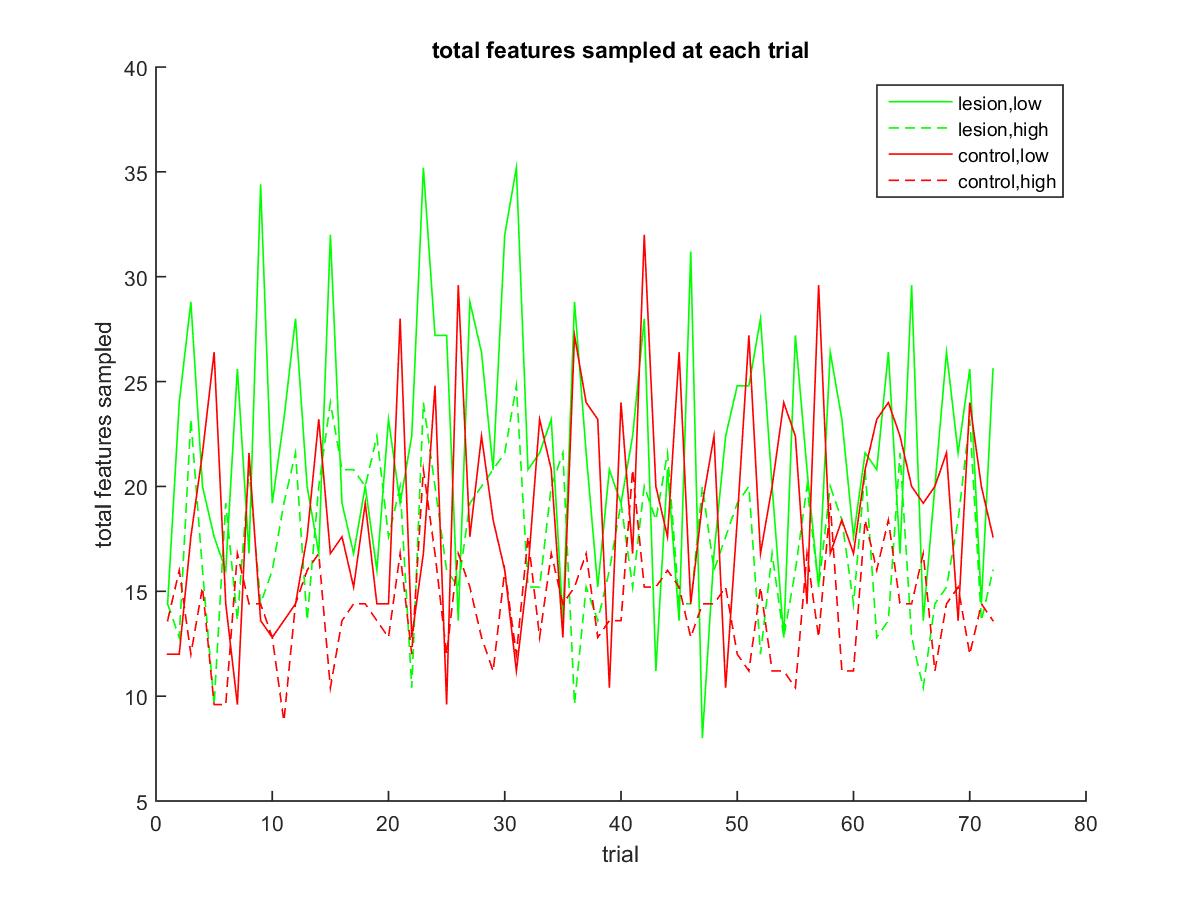 total features sampled at each trial
40
35
30
25
20
15
10
5
total features sampled
0 10 20 30 40 50 60 70 80
trial
lesion,low
lesion,high
control,low
control,high